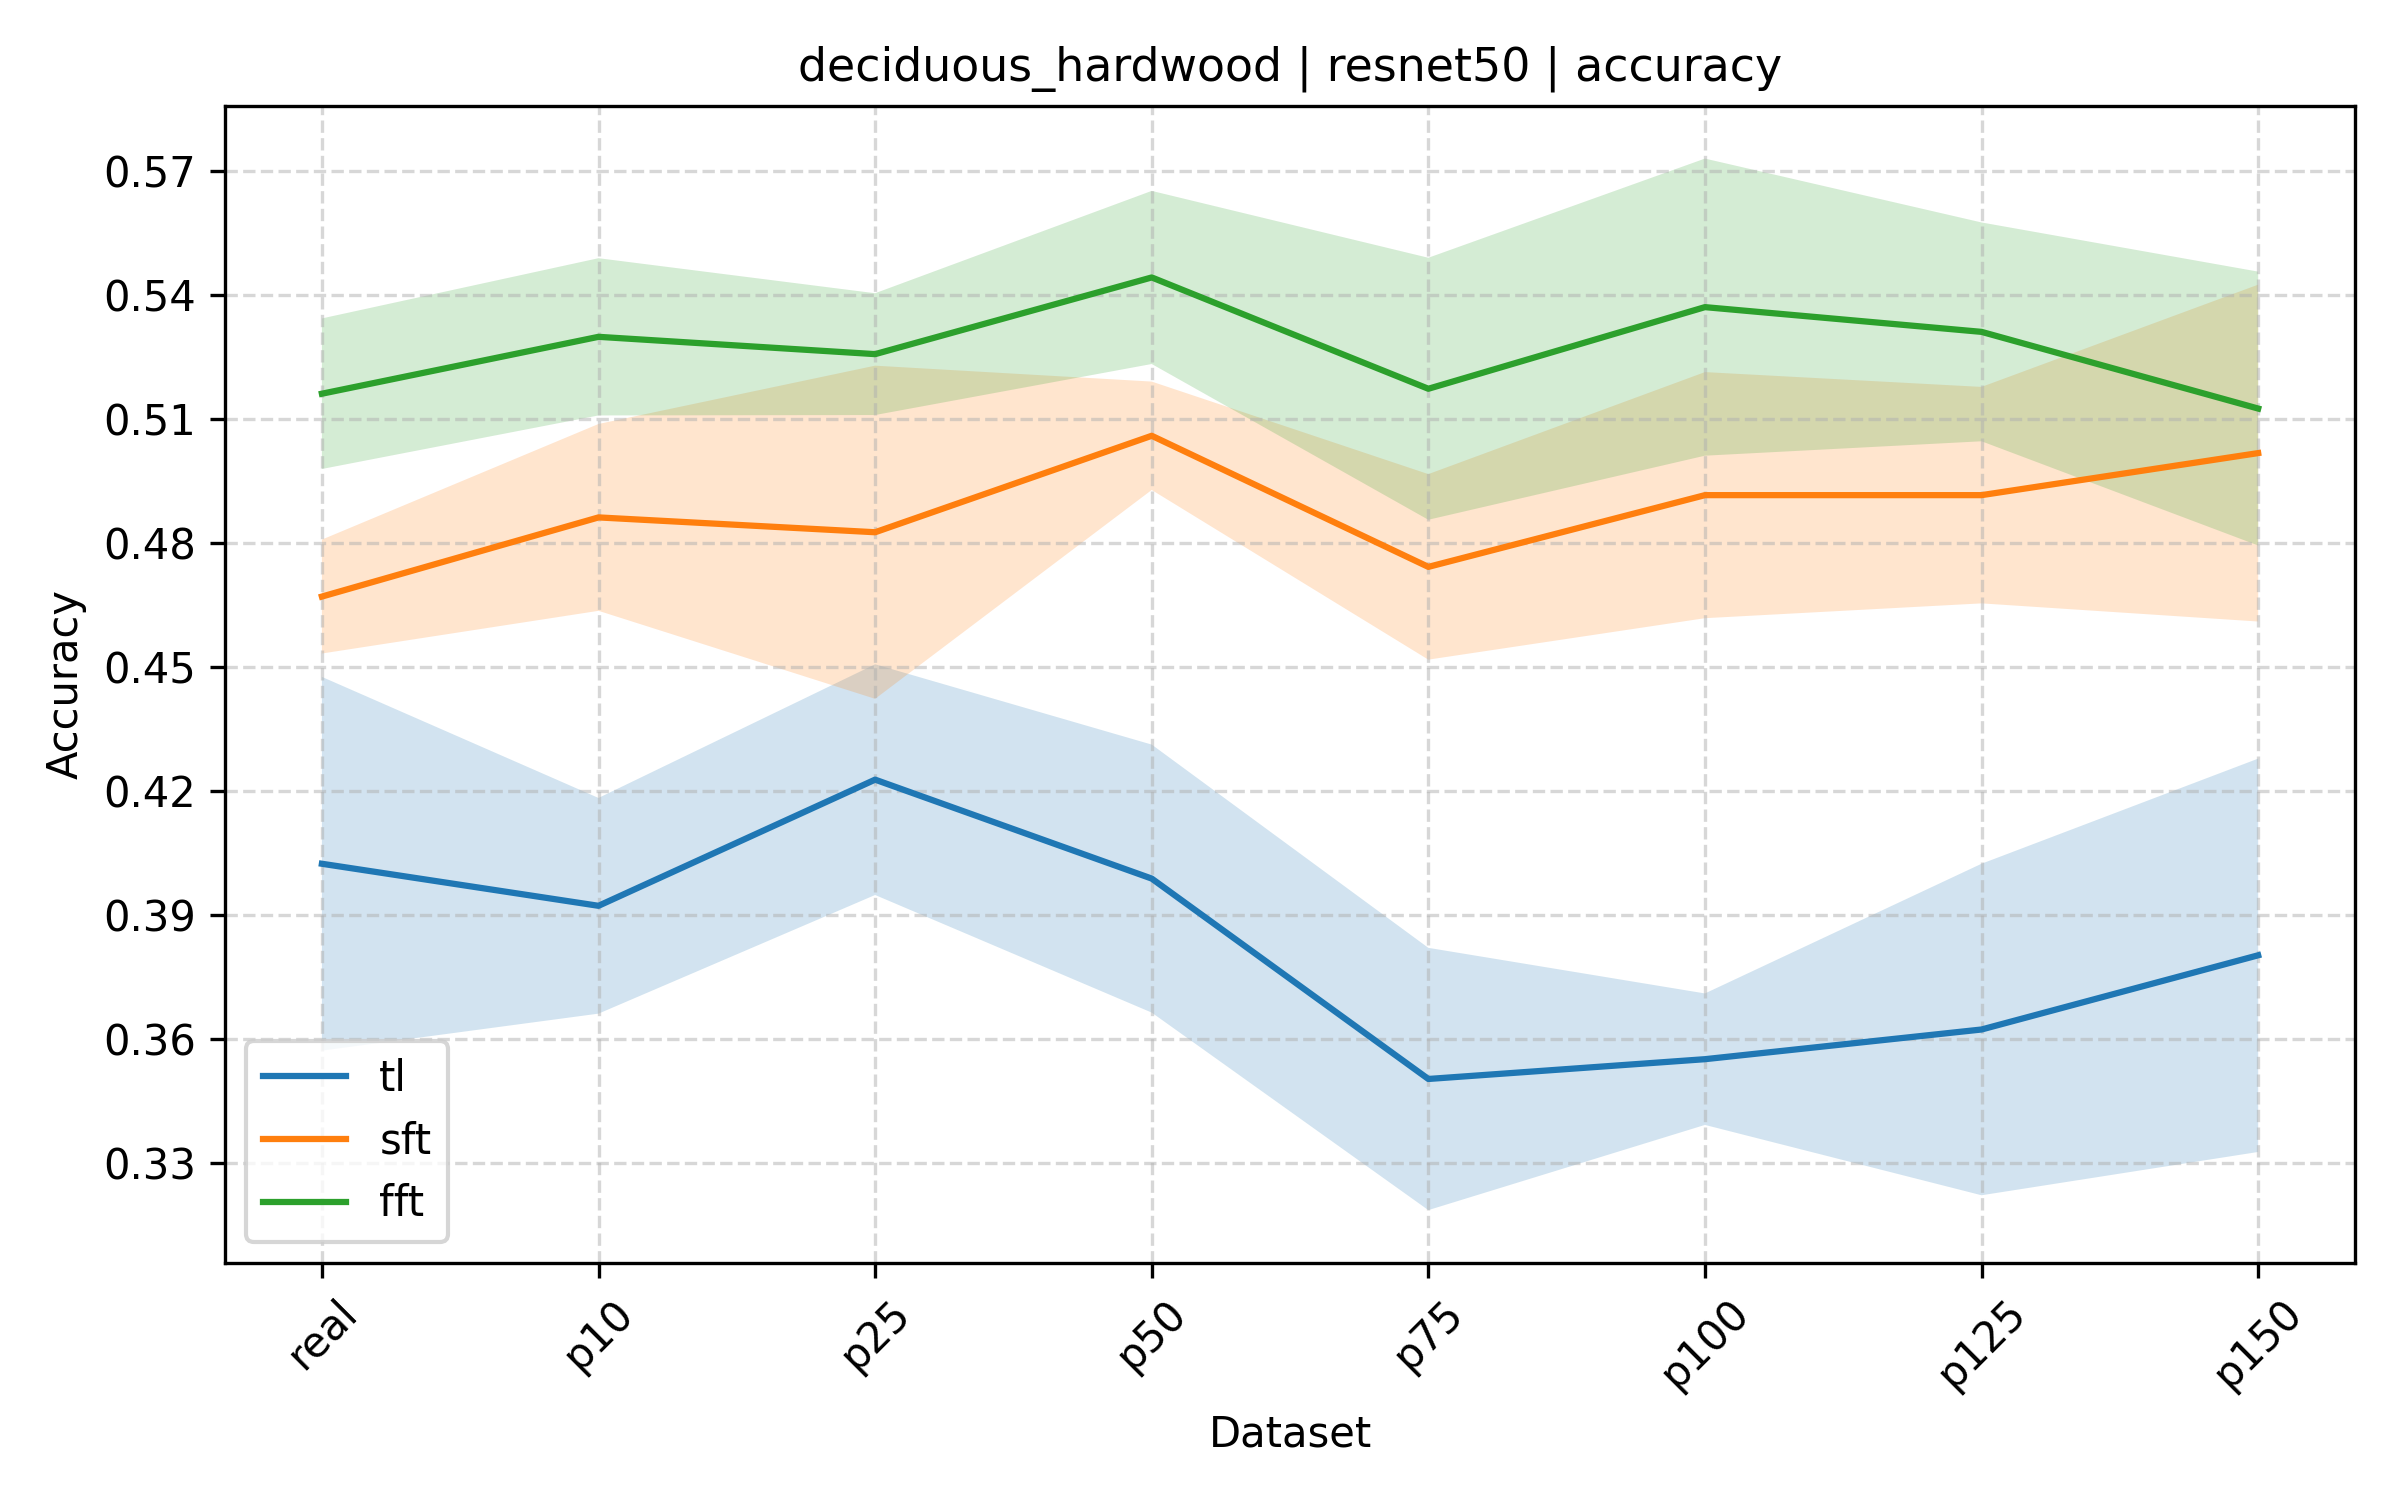 deciduous_hardwood | resnet50 | accuracy
0.57
0.54
0.51
0.48
0.45
0.42
0.39
0.36
0.33
Accuracy
tl
sft
fft
real
p10
p25
p50
p75
p100
p125
p150
Dataset